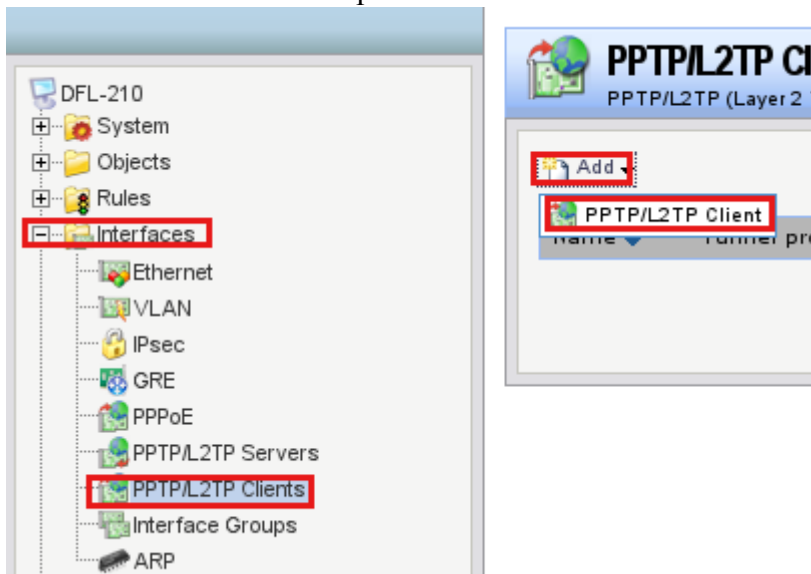 DFL-210
System
Objects
Rules
Interfaces
Ethernet
VLAN
IPsec
GRE
PPPoE
PPTP/L2TP Servers
PPTP/L2TP Clients
Interface Groups
ARP
PPTP/L2TP Cl
PPTP/L2TP (Layer 2
Add
PPTP/L2TP Client
Name